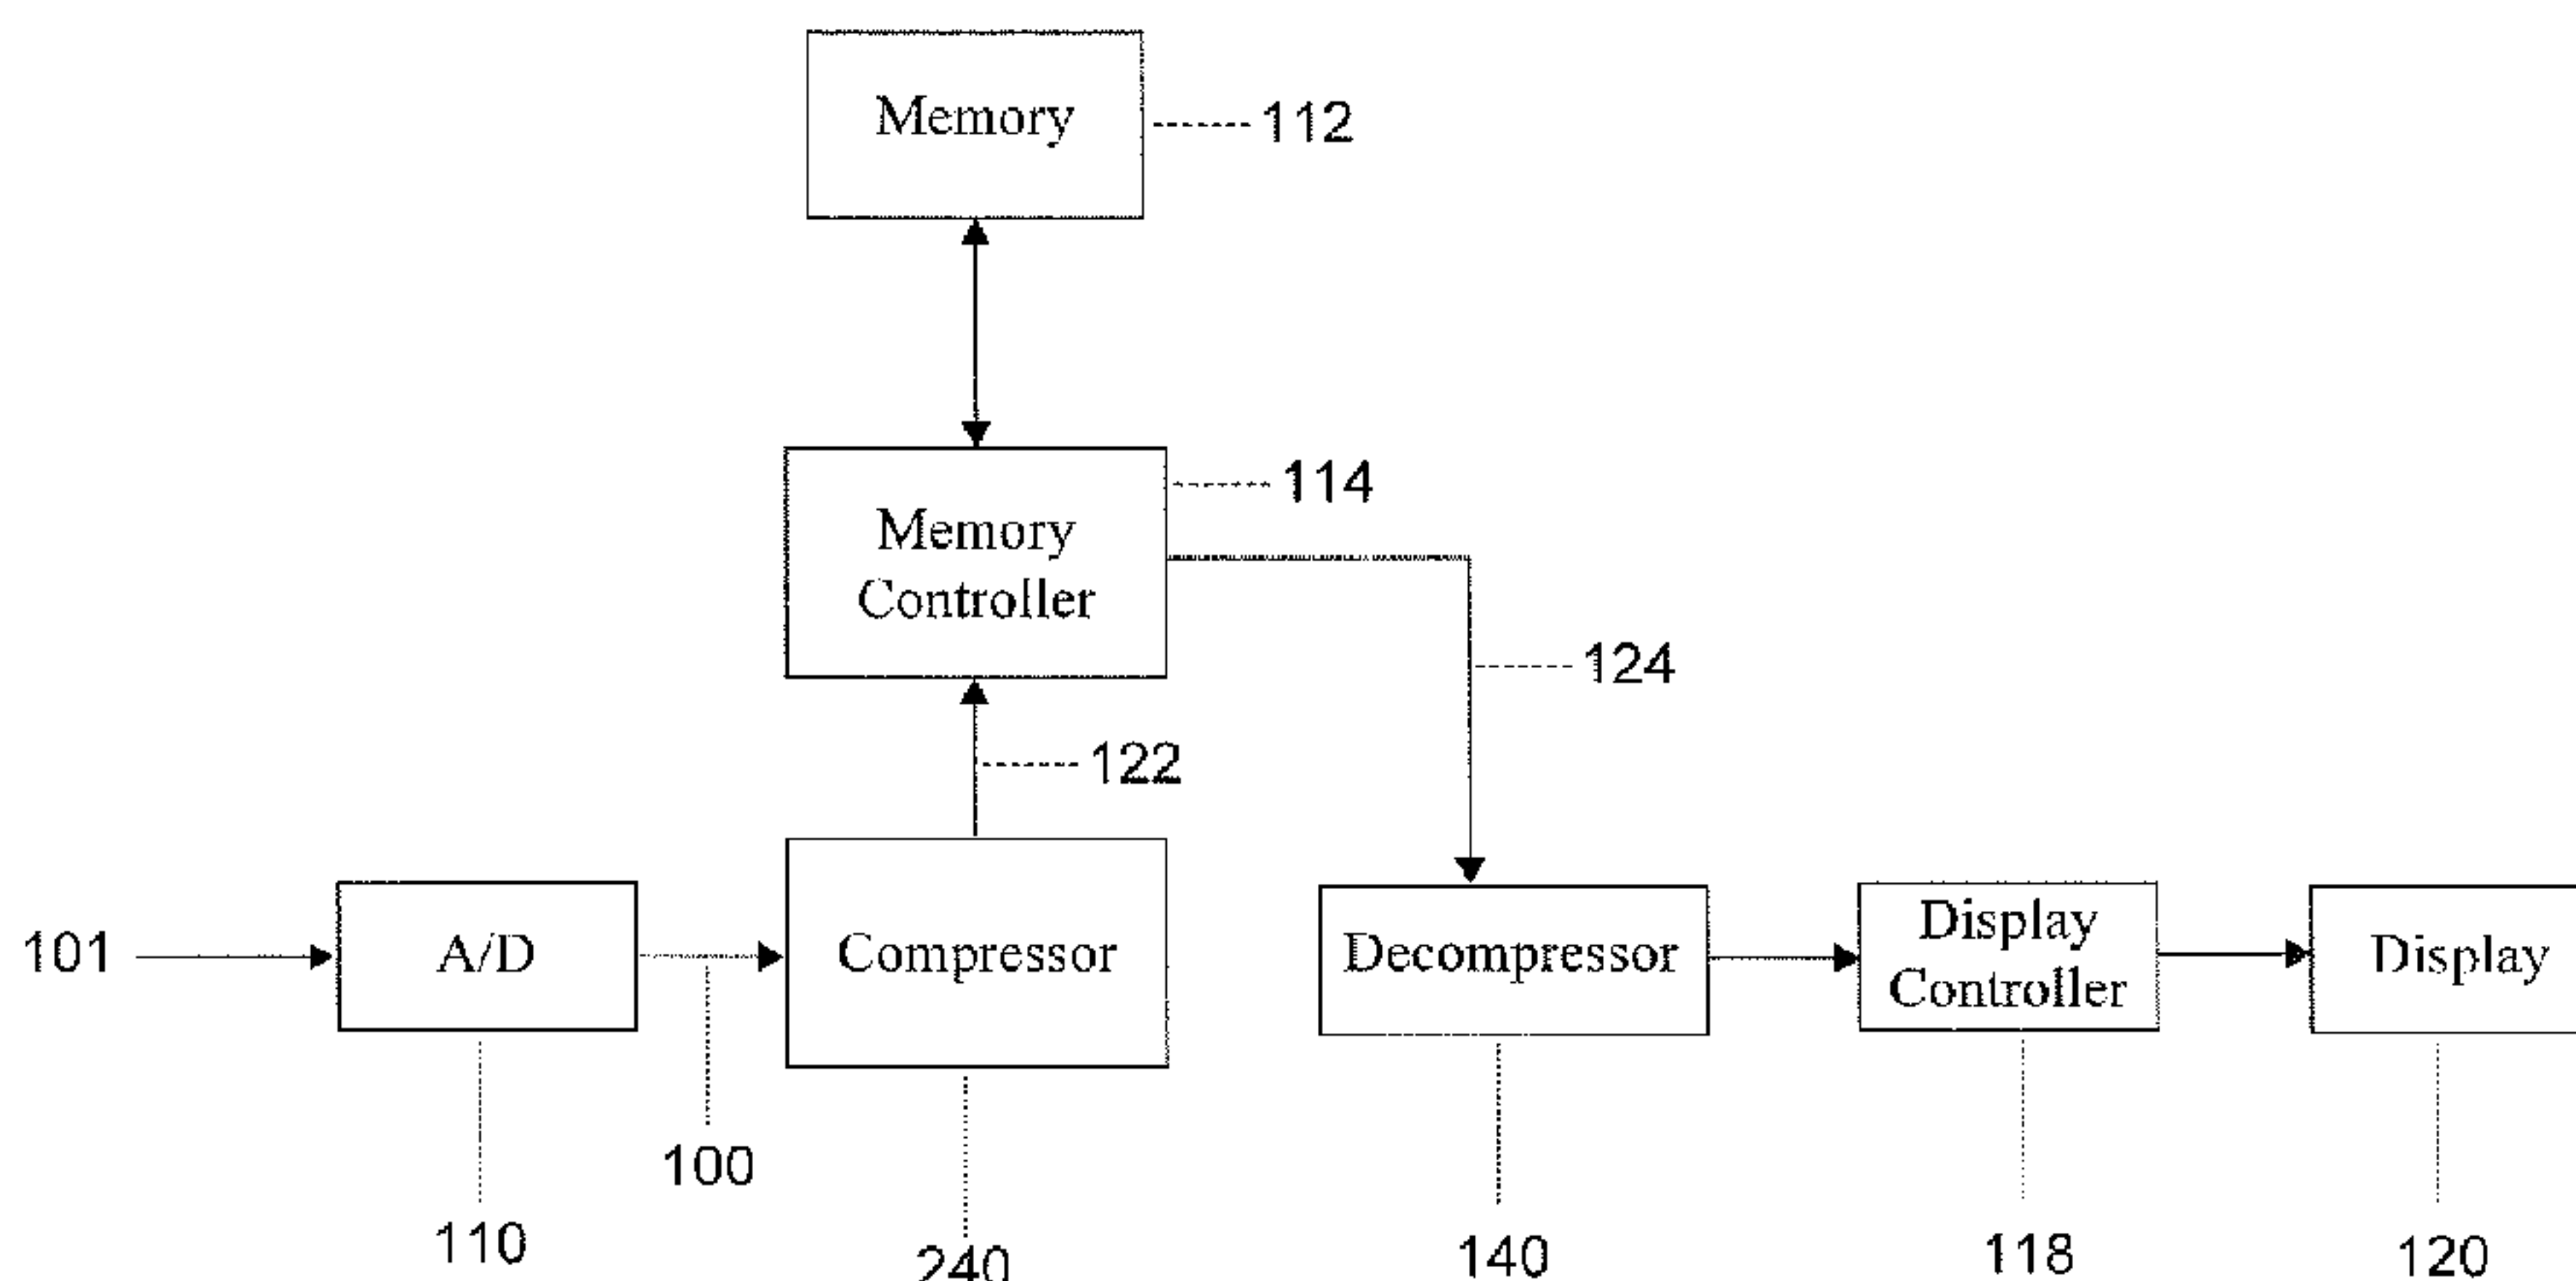 Memory
112
114
Memory
Controller
124
122
101
A/D
Compressor
Decompressor
Display
Controller
Display
100
110
240
140
118
120